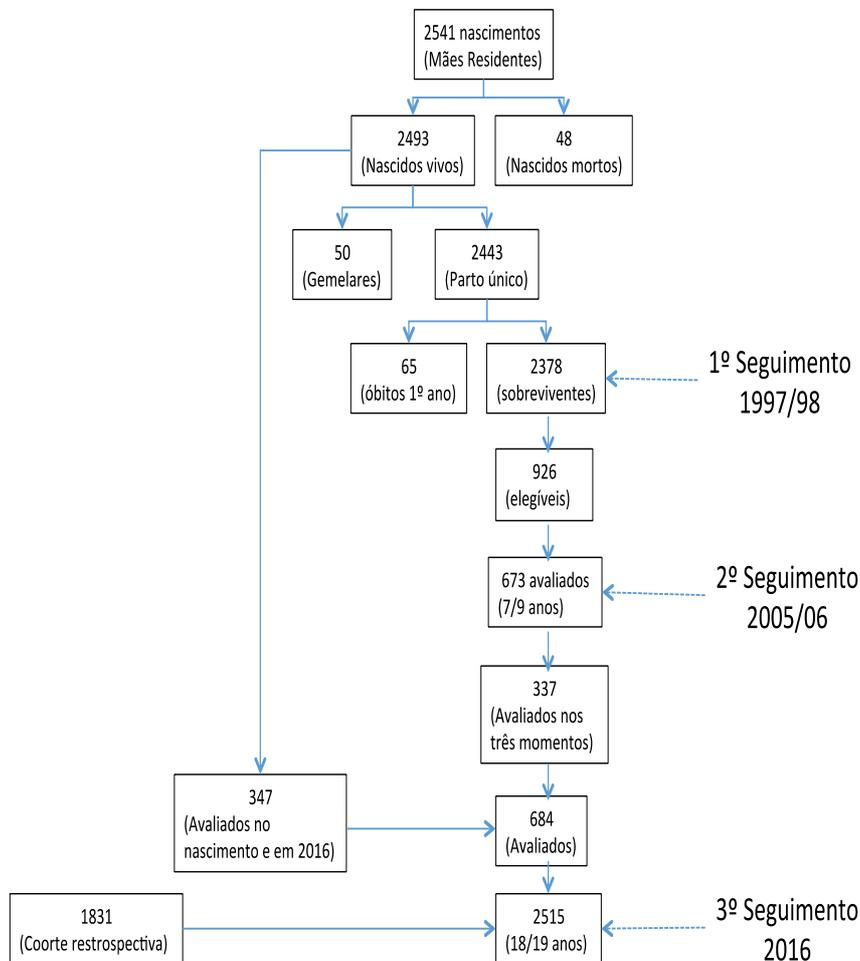 2541 nascimentos
(Mães Residentes)
2493
(Nascidos vivos)
48
(Nascidos mortos)
50
(Gemelares)
2443
(Parto único)
65
(óbitos 1º ano)
2378
(sobreviventes)
1º Seguimento
1997/98
926
(elegíveis)
673 avaliados
(7/9 anos)
2º Seguimento
2005/06
337
(Avaliados nos
três momentos)
347
(Avaliados no
nascimento e em 2016)
684
(Avaliados)
1831
(Coorte restrospectiva)
2515
(18/19 anos)
3º Seguimento
2016